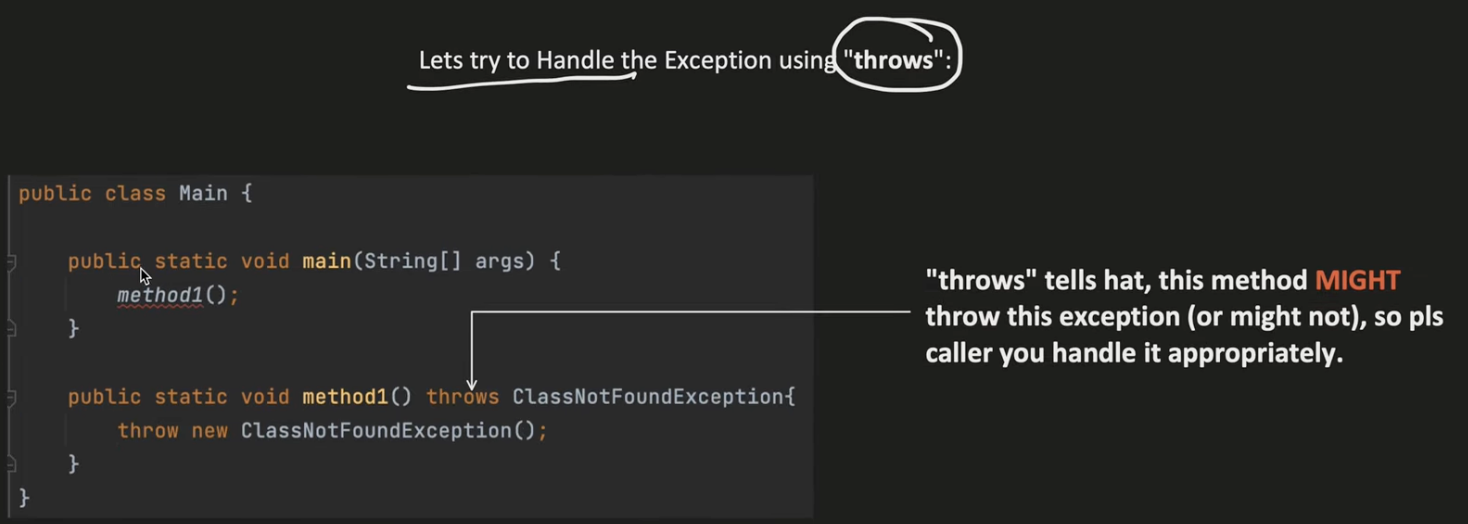 Lets try to Handle the Exception using "throws":
public class Main {
public static void main(String[] args) {
method1();
}
public static void method1() throws ClassNotFoundException{
throw new ClassNotFoundException();
}
}
"throws" tells hat, this method MIGHT
throw this exception (or might not), so pls
caller you handle it appropriately.